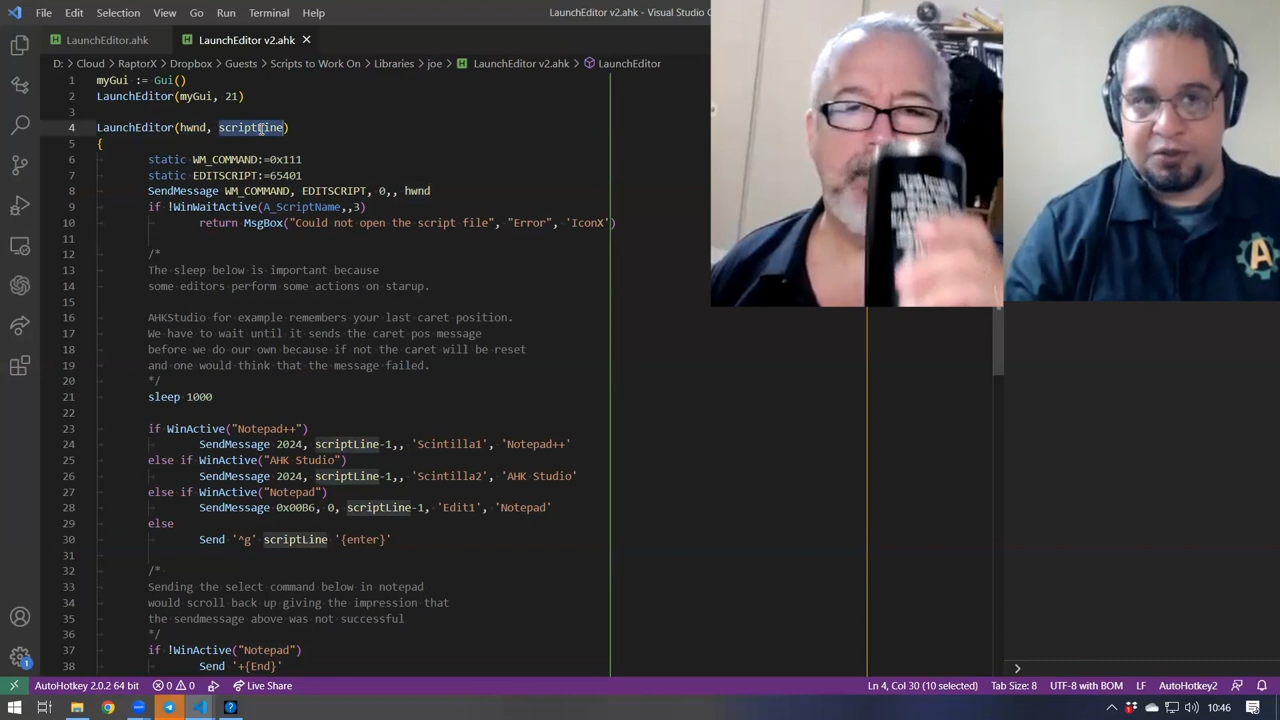 File Edit Selection View Go Run Terminal Help LaunchEditor v2.ahk - Visual Studio
LaunchEditor.ahk LaunchEditor v2.ahk
D: > Cloud > RaptorX > Dropbox > Guests > Scripts to Work On > Libraries > joe > LaunchEditor v2.ahk > LaunchEditor
1 myGui := Gui()
2 LaunchEditor(myGui, 21)
3
4 LaunchEditor(hwnd, scriptLine)
5 {
6 static WM_COMMAND:=0x111
7 static EDITSCRIPT:=65401
8 SendMessage WM_COMMAND, EDITSCRIPT, 0,, hwnd
9 if !WinWaitActive(A_ScriptName,,3)
10 return MsgBox("Could not open the script file", "Error", 'IconX')
11
12 /*
13 The sleep below is important because
14 some editors perform some actions on starup.
15
16 AHKStudio for example remembers your last caret position.
17 We have to wait until it sends the caret pos message
18 before we do our own because if not the caret will be reset
19 and one would think that the message failed.
20 */
21 sleep 1000
22
23 if WinActive("Notepad++")
24 SendMessage 2024, scriptLine-1,, 'Scintilla1', 'Notepad++'
25 else if WinActive("AHK Studio")
26 SendMessage 2024, scriptLine-1,, 'Scintilla2', 'AHK Studio'
27 else if WinActive("Notepad")
28 SendMessage 0x00B6, 0, scriptLine-1, 'Edit1', 'Notepad'
29 else
30 Send '^g' scriptLine '{enter}'
31
32 /*
33 Sending the select command below in notepad
34 would scroll back up giving the impression that
35 the sendmessage above was not successful
36 */
37 if !WinActive("Notepad")
38 Send '+{End}'
AutoHotkey 2.0.2 64 bit 0 0 Live Share Ln 4, Col 30 (10 selected) Tab Size: 8 UTF-8 with BOM LF AutoHotkey2
10:46